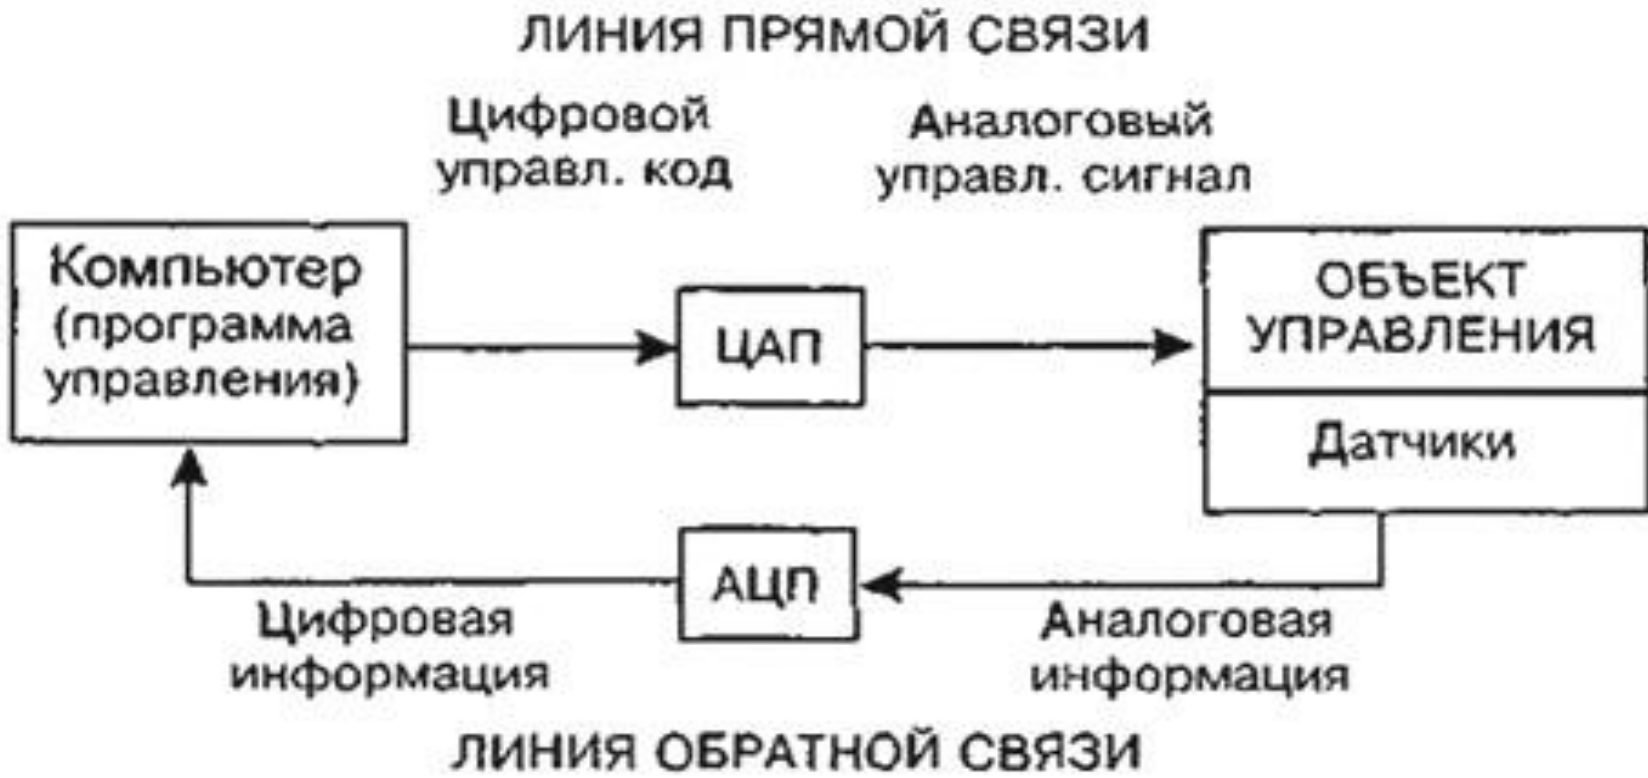 ЛИНИЯ ПРЯМОЙ СВЯЗИ
Цифровой
управл. код
Аналоговый
управл. сигнал
Компьютер
(программа
управления)
ЦАП
ОБЪЕКТ
УПРАВЛЕНИЯ
Датчики
АЦП
Цифровая
информация
Аналоговая
информация
ЛИНИЯ ОБРАТНОЙ СВЯЗИ